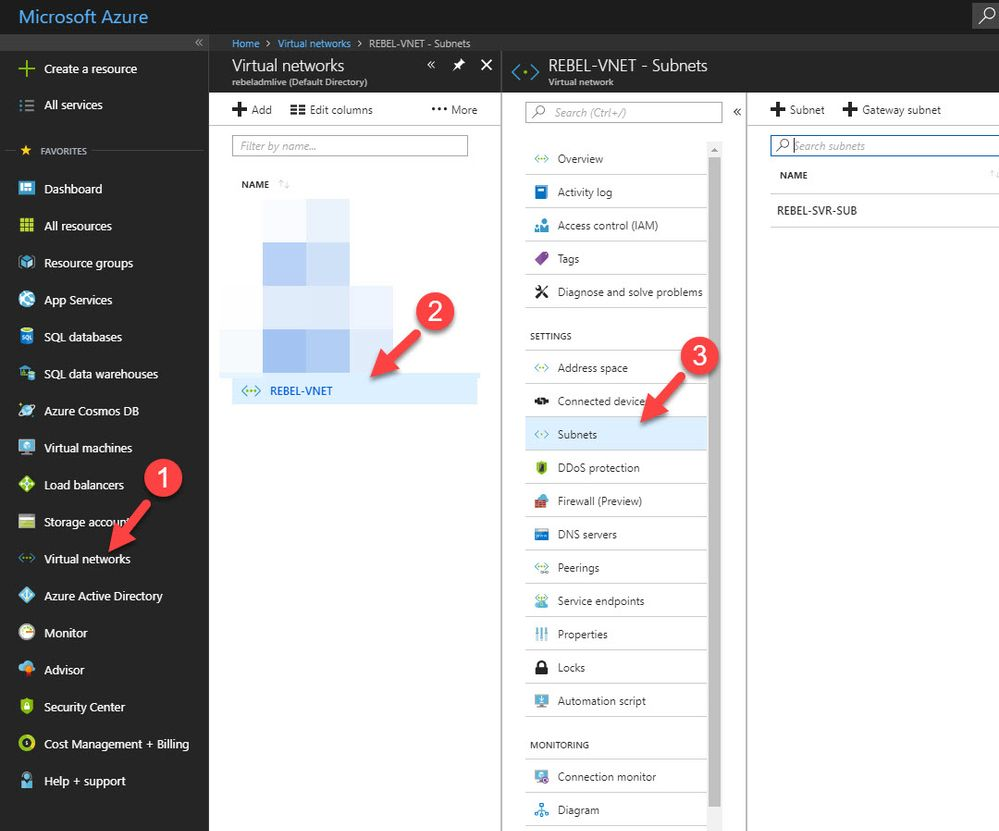 Microsoft Azure
Create a resource
All services
FAVORITES
Dashboard
All resources
Resource groups
App Services
SQL databases
SQL data warehouses
Azure Cosmos DB
Virtual machines
Load balancers
Storage account
1
Virtual networks
Azure Active Directory
Monitor
Advisor
Security Center
Cost Management + Billing
Help + support
Home > Virtual networks > REBEL-VNET - Subnets
Virtual networks
rebeladmlive (Default Directory)
Add Edit columns ••• More
Filter by name...
NAME
2
REBEL-VNET
REBEL-VNET - Subnets
Virtual network
Search (Ctrl+/)
Overview
Activity log
Access control (IAM)
Tags
Diagnose and solve problems
SETTINGS
3
Address space
Connected device
Subnets
DDoS protection
Firewall (Preview)
DNS servers
Peerings
Service endpoints
Properties
Locks
Automation script
MONITORING
Connection monitor
Diagram
Subnet Gateway subnet
Search subnets
NAME
REBEL-SVR-SUB